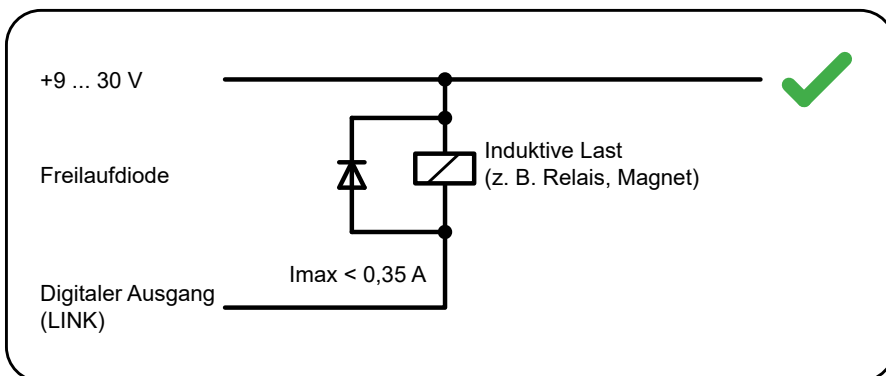 +9 ... 30 V
Freilaufdiode
Induktive Last
(z. B. Relais, Magnet)
Imax < 0,35 A
Digitaler Ausgang
(LINK)